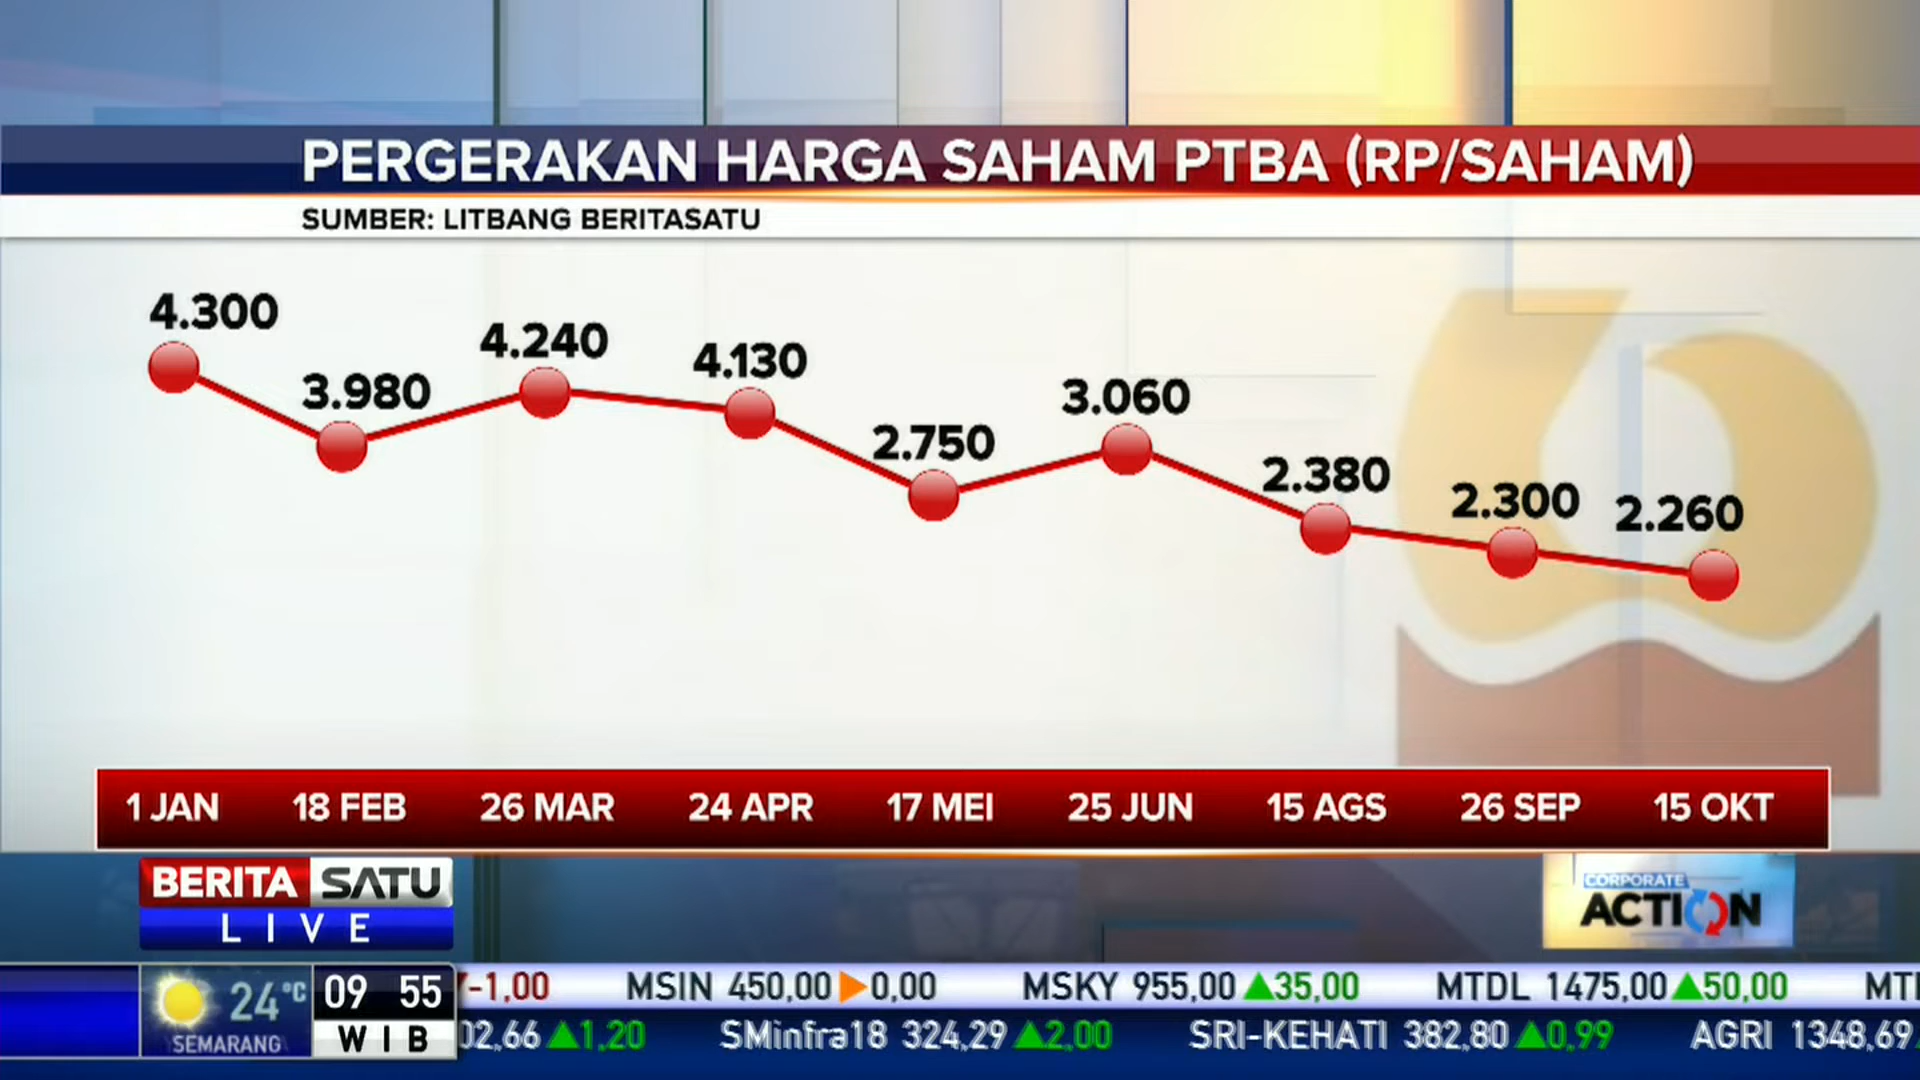 PERGERAKAN HARGA SAHAM PTBA (RP/SAHAM)
SUMBER: LITBANG BERITASATU
4.300
3.980
4.240
4.130
2.750
3.060
2.380
2.300
2.260
1 JAN 18 FEB 26 MAR 24 APR 17 MEI 25 JUN 15 AGS 26 SEP 15 OKT
BERITA SATU
LIVE
CORPORATE
ACTION
24°C
SEMARANG
09 55
WIB
-1,00 MSIN 450,00 0,00 MSKY 955,00 ▲35,00 MTDL 1475,00 ▲50,00
02,66 ▲1,20 SMinfra18 324,29 ▲2,00 SRI-KEHATI 382,80 ▲0,99 AGRI 1348,69